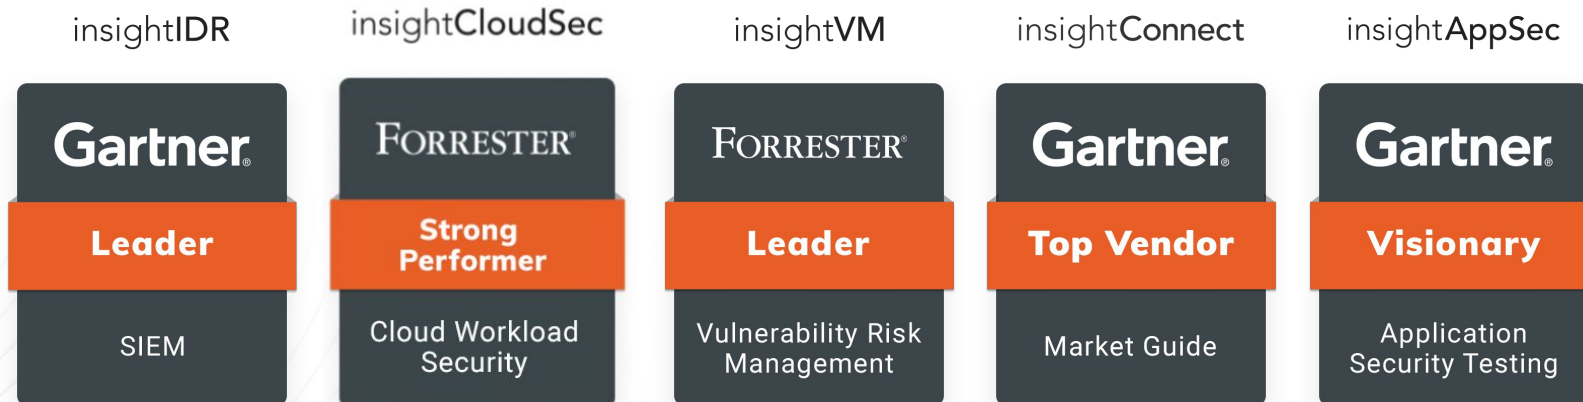 insightIDR
Gartner®
Leader
SIEM
insightCloudSec
FORRESTER®
Strong
Performer
Cloud Workload
Security
insightVM
FORRESTER®
Leader
Vulnerability Risk
Management
insightConnect
Gartner®
Top Vendor
Market Guide
insightAppSec
Gartner®
Visionary
Application
Security Testing